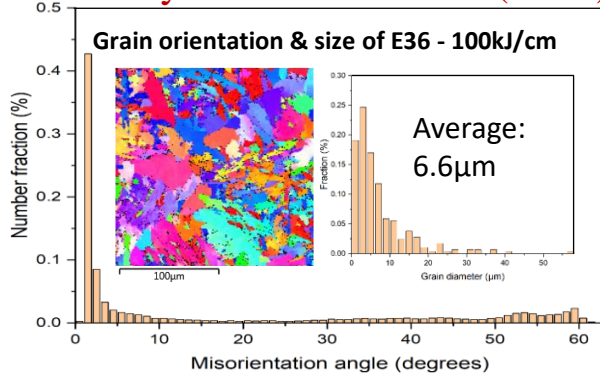 Grain orientation & size of E36 - 100kJ/cm
Number fraction (%)
0.5
0.4
0.3
0.2
0.1
0.0
0 10 20 30 40 50 60
Misorientation angle (degrees)
100μm
Fraction (%)
0.30
0.25
0.20
0.15
0.10
0.05
0.00
0 10 20 30 40 50
Grain diameter (μm)
Average:
6.6μm